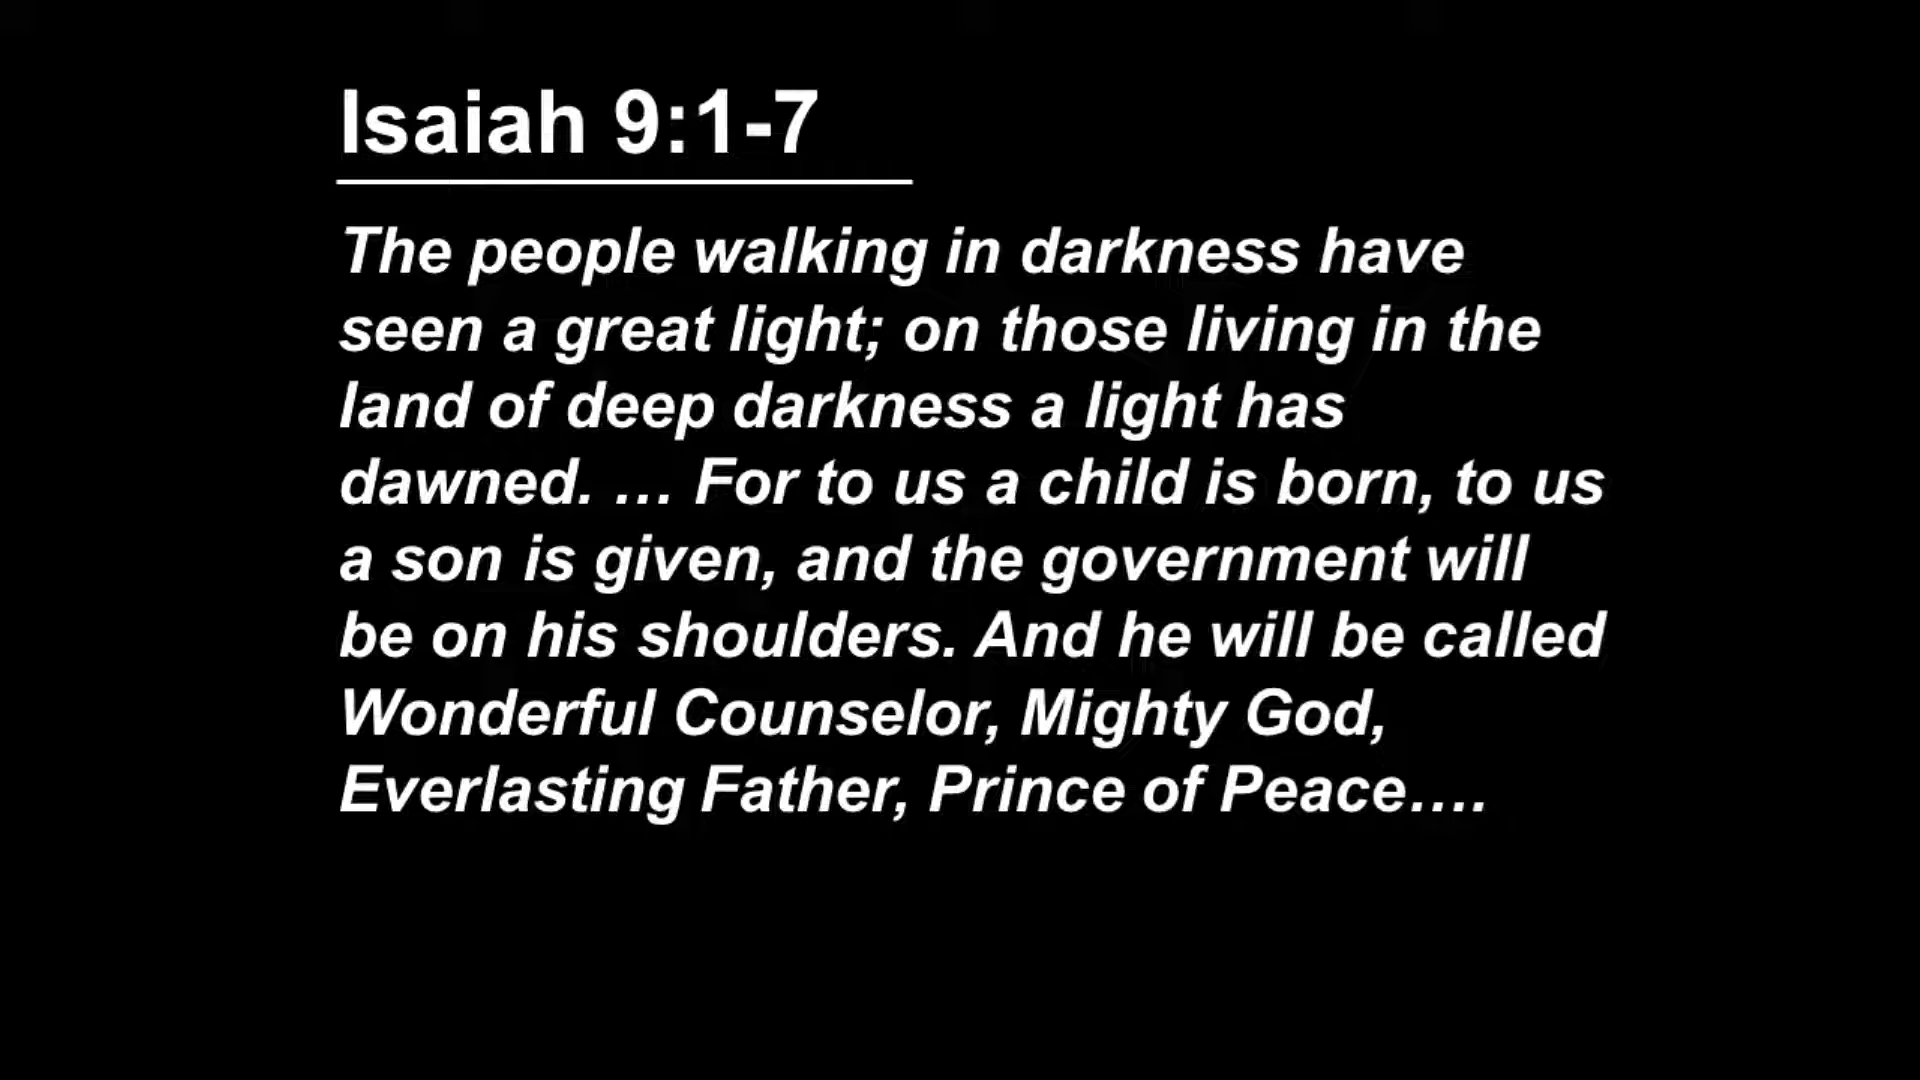 Isaiah 9:1-7
The people walking in darkness have
seen a great light; on those living in the
land of deep darkness a light has
dawned. … For to us a child is born, to us
a son is given, and the government will
be on his shoulders. And he will be called
Wonderful Counselor, Mighty God,
Everlasting Father, Prince of Peace….